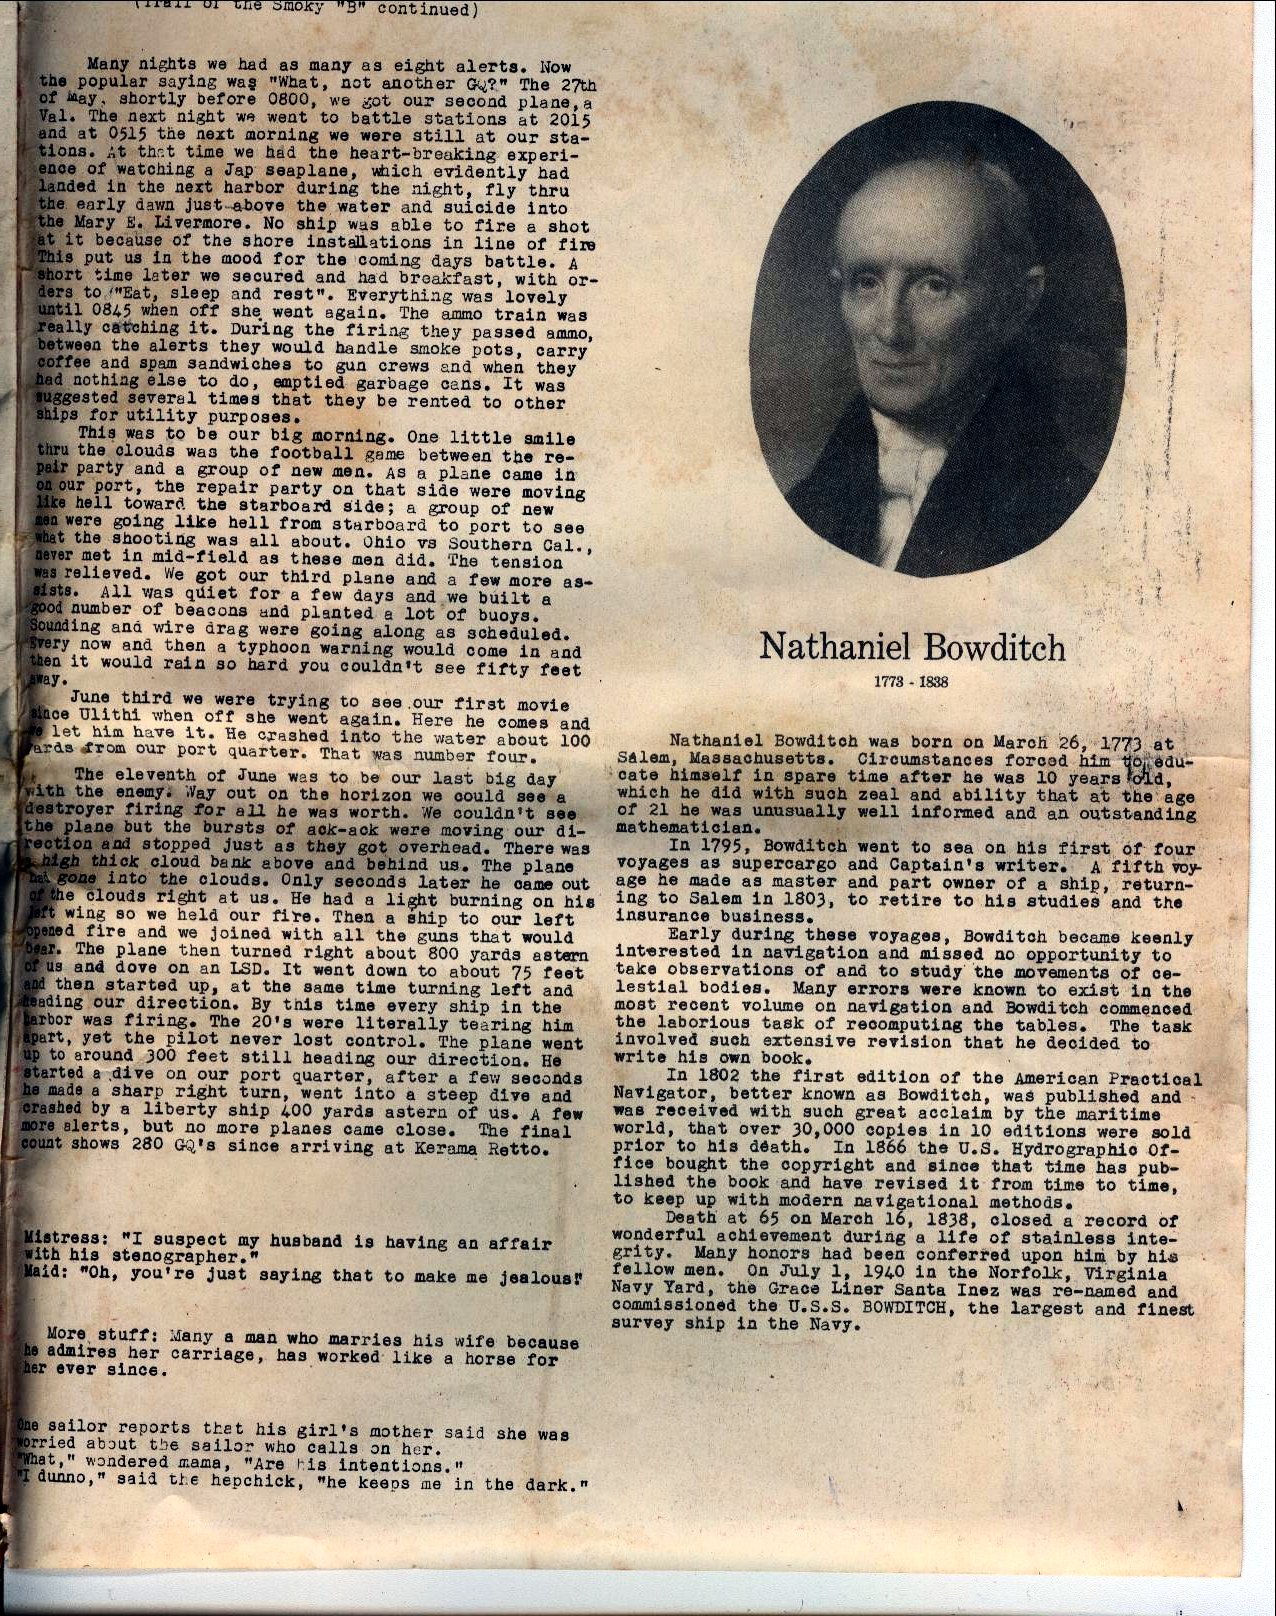 (Trail of the Smoky "B" continued)
Many nights we had as many as eight alerts. Now
the popular saying was "What, not another GQ?" The 27th
of May, shortly before 0800, we got our second plane, a
Val. The next night we went to battle stations at 2015
and at 0515 the next morning we were still at our sta-
tions. At that time we had the heart-breaking experi-
ence of watching a Jap seaplane, which evidently had
landed in the next harbor during the night, fly thru
the early dawn just above the water and suicide into
the Mary E. Livermore. No ship was able to fire a shot
at it because of the shore installations in line of fire
This put us in the mood for the coming days battle. A
short time later we secured and had breakfast, with or-
ders to "Eat, sleep and rest". Everything was lovely
until 0845 when off she went again. The ammo train was
really catching it. During the firing they passed ammo,
between the alerts they would handle smoke pots, carry
coffee and spam sandwiches to gun crews and when they
had nothing else to do, emptied garbage cans. It was
suggested several times that they be rented to other
ships for utility purposes.
This was to be our big morning. One little smile
thru the clouds was the football game between the re-
pair party and a group of new men. As a plane came in
on our port, the repair party on that side were moving
like hell toward the starboard side; a group of new
men were going like hell from starboard to port to see
what the shooting was all about. Ohio vs Southern Cal.,
never met in mid-field as these men did. The tension
was relieved. We got our third plane and a few more as-
sists. All was quiet for a few days and we built a
good number of beacons and planted a lot of buoys.
Sounding and wire drag were going along as scheduled.
Every now and then a typhoon warning would come in and
then it would rain so hard you couldn't see fifty feet
away.
June third we were trying to see our first movie
since Ulithi when off she went again. Here he comes and
we let him have it. He crashed into the water about 100
yards from our port quarter. That was number four.
The eleventh of June was to be our last big day
with the enemy. Way out on the horizon we could see a
destroyer firing for all he was worth. We couldn't see
the plane but the bursts of ack-ack were moving our di-
rection and stopped just as they got overhead. There was
a high thick cloud bank above and behind us. The plane
had gone into the clouds. Only seconds later he came out
of the clouds right at us. He had a light burning on his
left wing so we held our fire. Then a ship to our left
opened fire and we joined with all the guns that would
bear. The plane then turned right about 800 yards astern
of us and dove on an LSD. It went down to about 75 feet
and then started up, at the same time turning left and
heading our direction. By this time every ship in the
harbor was firing. The 20's were literally tearing him
apart, yet the pilot never lost control. The plane went
up to around 300 feet still heading our direction. He
started a dive on our port quarter, after a few seconds
he made a sharp right turn, went into a steep dive and
crashed by a liberty ship 400 yards astern of us. A few
more alerts, but no more planes came close. The final
count shows 280 GQ's since arriving at Kerama Retto.
Mistress: "I suspect my husband is having an affair
with his stenographer."
Maid: "Oh, you're just saying that to make me jealous!"
More stuff: Many a man who marries his wife because
he admires her carriage, has worked like a horse for
her ever since.
One sailor reports that his girl's mother said she was
worried about the sailor who calls on her.
"What," wondered mama, "Are his intentions."
"I dunno," said the hepchick, "he keeps me in the dark."
Nathaniel Bowditch
1773 - 1838
Nathaniel Bowditch was born on March 26, 1773 at
Salem, Massachusetts. Circumstances forced him to edu-
cate himself in spare time after he was 10 years old,
which he did with such zeal and ability that at the age
of 21 he was unusually well informed and an outstanding
mathematician.
In 1795, Bowditch went to sea on his first of four
voyages as supercargo and Captain's writer. A fifth voy-
age he made as master and part owner of a ship, return-
ing to Salem in 1803, to retire to his studies and the
insurance business.
Early during these voyages, Bowditch became keenly
interested in navigation and missed no opportunity to
take observations of and to study the movements of ce-
lestial bodies. Many errors were known to exist in the
most recent volume on navigation and Bowditch commenced
the laborious task of recomputing the tables. The task
involved such extensive revision that he decided to
write his own book.
In 1802 the first edition of the American Practical
Navigator, better known as Bowditch, was published and
was received with such great acclaim by the maritime
world, that over 30,000 copies in 10 editions were sold
prior to his death. In 1866 the U.S. Hydrographic Of-
fice bought the copyright and since that time has pub-
lished the book and have revised it from time to time,
to keep up with modern navigational methods.
Death at 65 on March 16, 1838, closed a record of
wonderful achievement during a life of stainless inte-
grity. Many honors had been conferred upon him by his
fellow men. On July 1, 1940 in the Norfolk, Virginia
Navy Yard, the Grace Liner Santa Inez was re-named and
commissioned the U.S.S. BOWDITCH, the largest and finest
survey ship in the Navy.